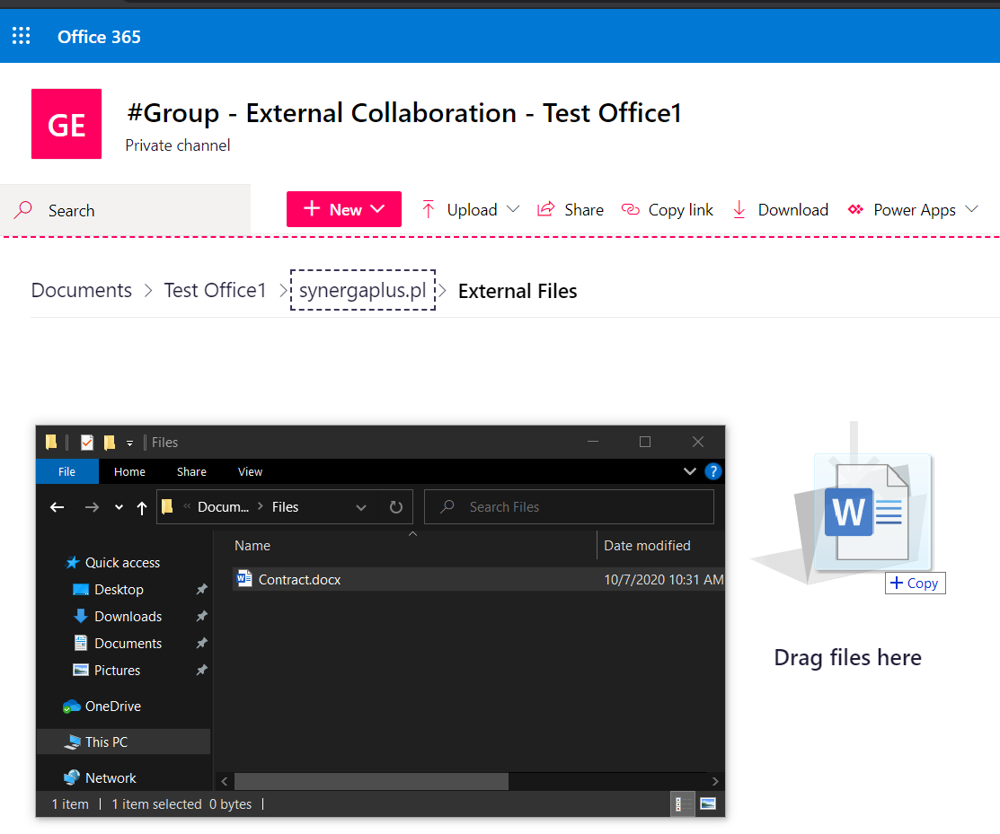 Office 365
GE
#Group - External Collaboration - Test Office1
Private channel
Search
+ New Upload Share Copy link Download Power Apps
Documents > Test Office1 > synergaplus.pl > External Files
Files
File Home Share View ?
« Docum... > Files Search Files
Name Date modified
Contract.docx 10/7/2020 10:31 AM
Quick access
Desktop
Downloads
Documents
Pictures
OneDrive
This PC
Network
1 item 1 item selected 0 bytes
W
+ Copy
Drag files here